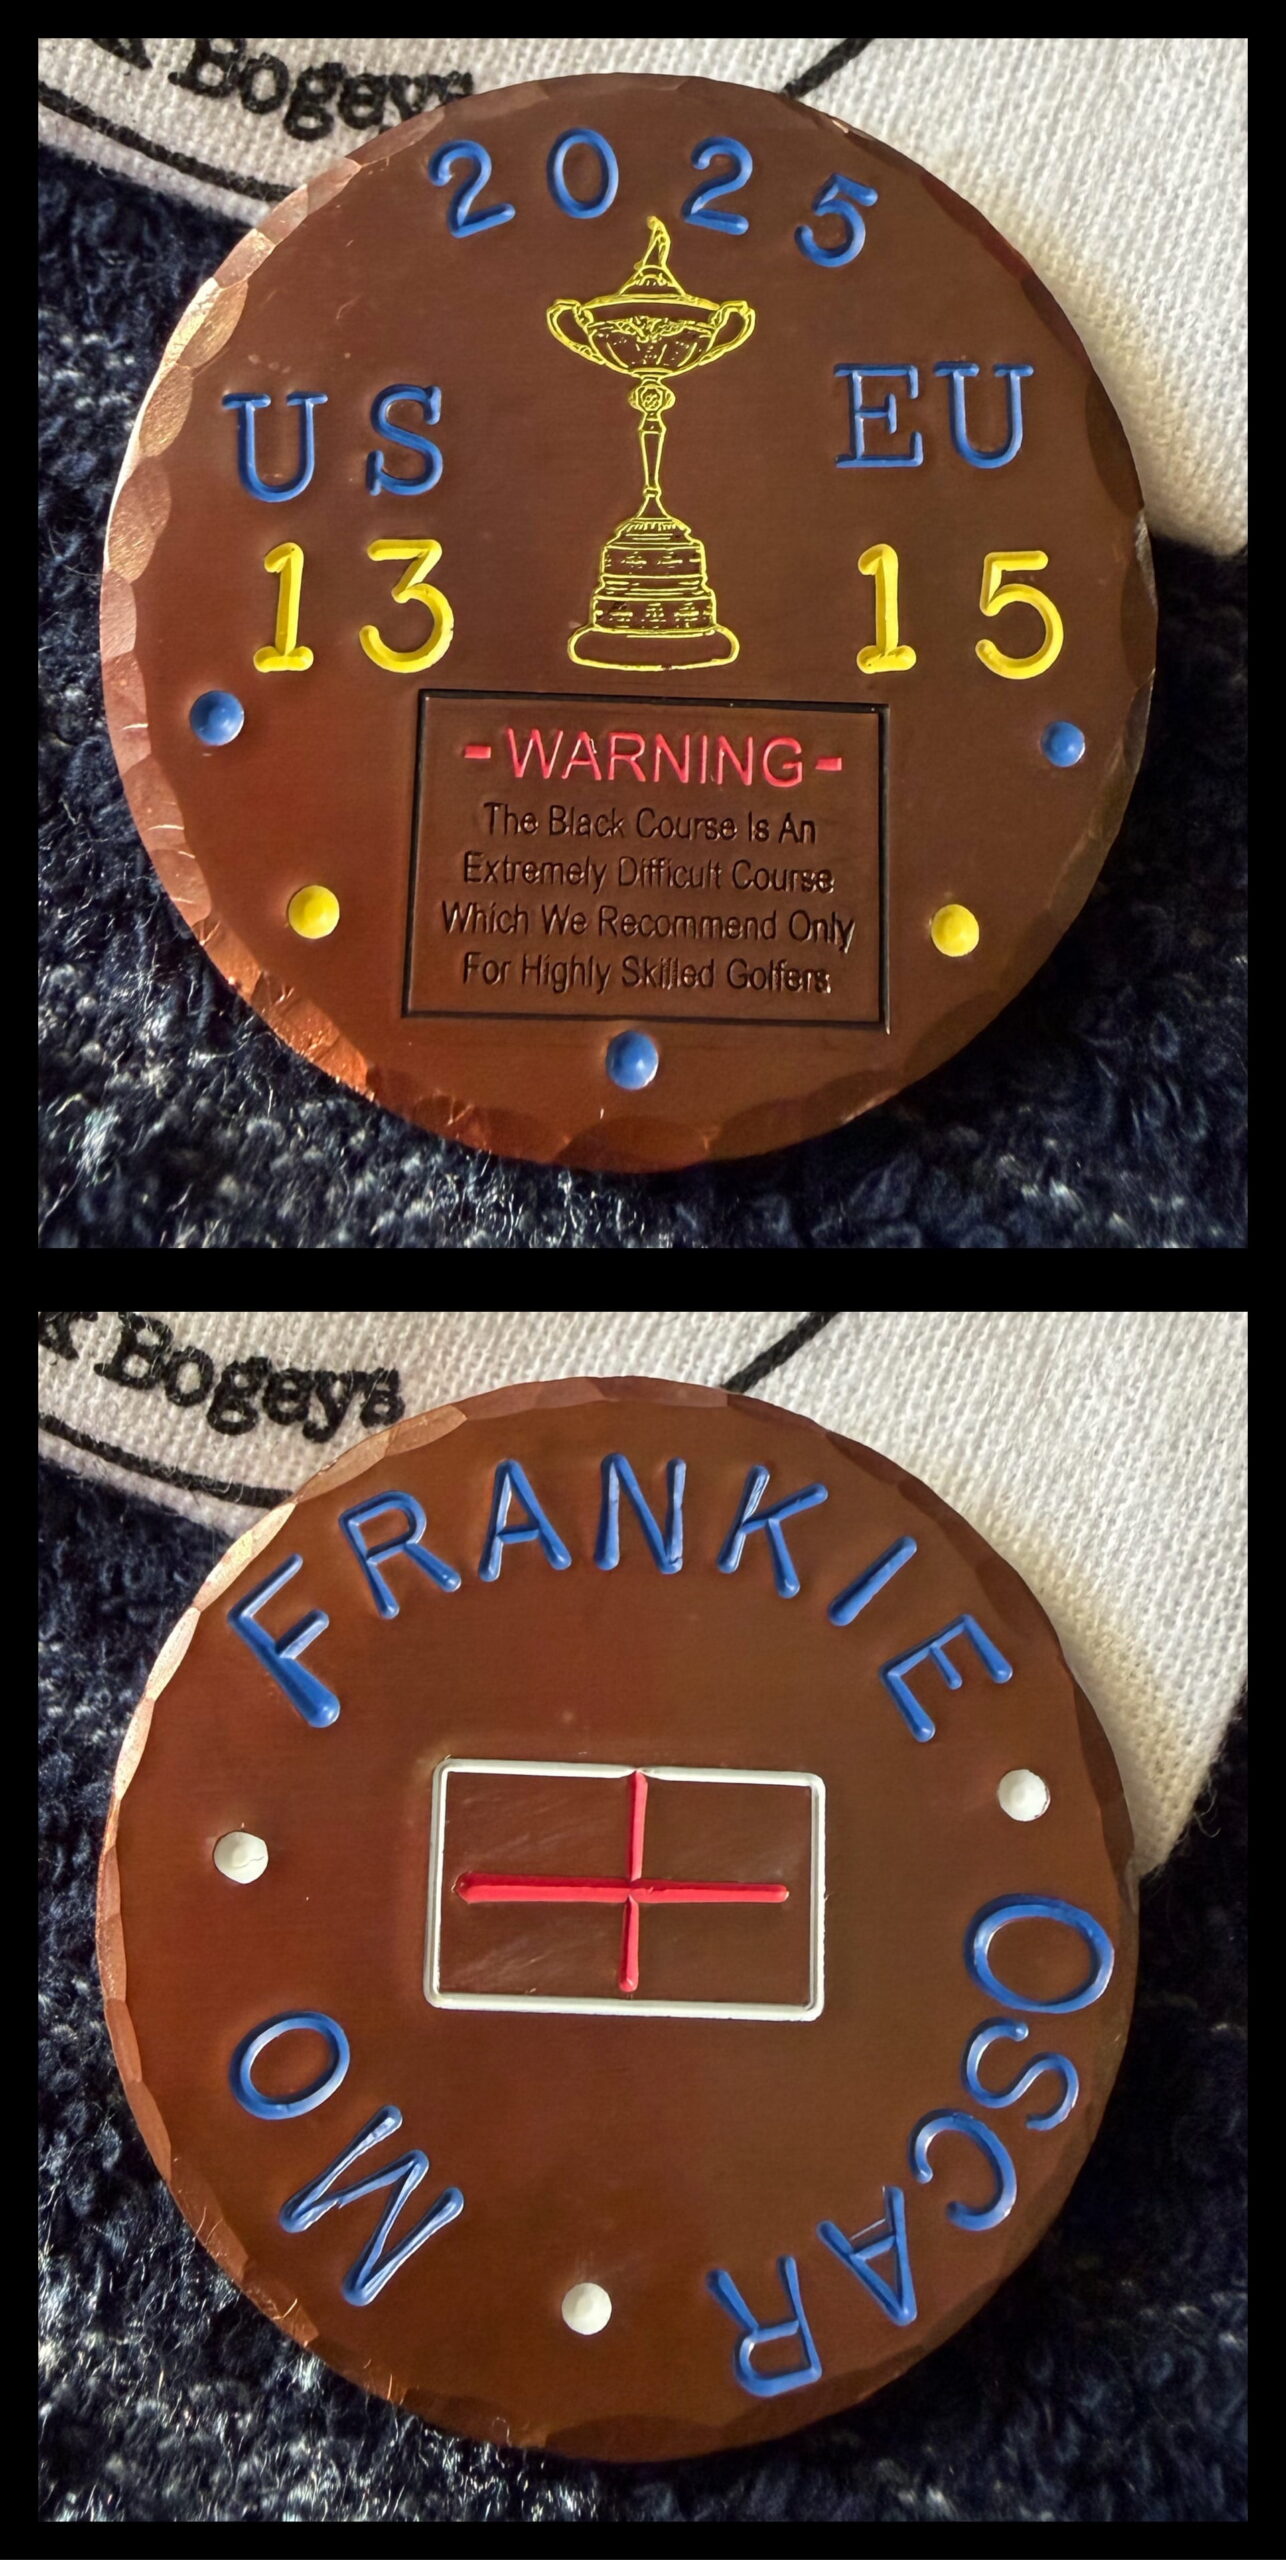 Bogeys
2025
US EU
13 15
-WARNING-
The Black Course Is An
Extremely Difficult Course
Which We Recommend Only
For Highly Skilled Golfers
Bogeys
FRANKIE
OSCAR
MO